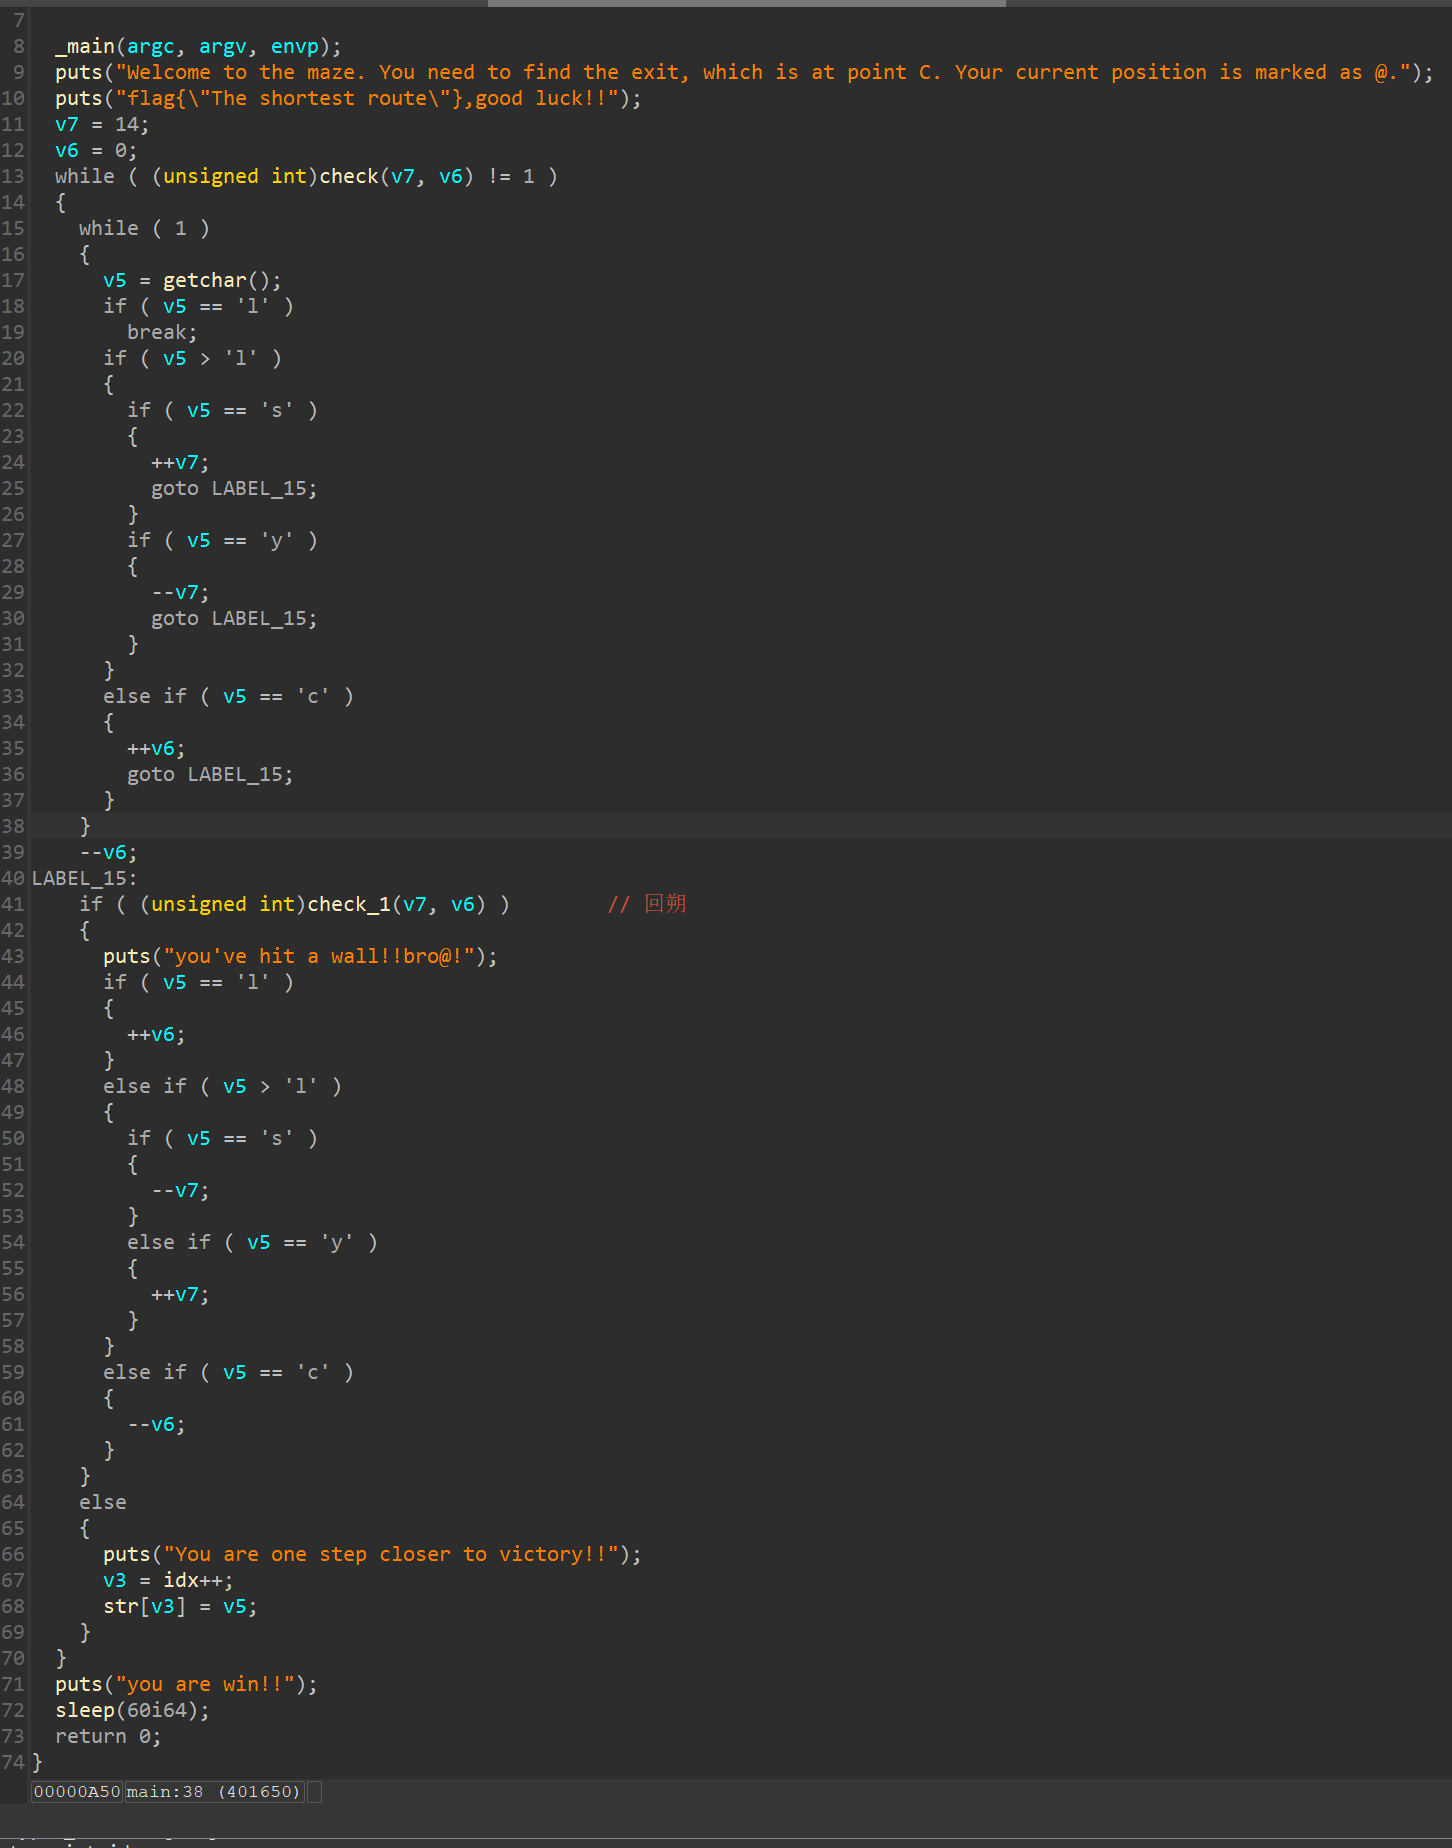 7
8   _main(argc, argv, envp);
9   puts("Welcome to the maze. You need to find the exit, which is at point C. Your current position is marked as @.");
10   puts("flag{\"The shortest route\"},good luck!!");
11   v7 = 14;
12   v6 = 0;
13   while ( (unsigned int)check(v7, v6) != 1 )
14   {
15     while ( 1 )
16     {
17       v5 = getchar();
18       if ( v5 == 'l' )
19         break;
20       if ( v5 > 'l' )
21       {
22         if ( v5 == 's' )
23         {
24           ++v7;
25           goto LABEL_15;
26         }
27         if ( v5 == 'y' )
28         {
29           --v7;
30           goto LABEL_15;
31         }
32       }
33       else if ( v5 == 'c' )
34       {
35         ++v6;
36         goto LABEL_15;
37       }
38     }
39     --v6;
40 LABEL_15:
41     if ( (unsigned int)check_1(v7, v6) )        // 回朔
42     {
43       puts("you've hit a wall!!bro@!");
44       if ( v5 == 'l' )
45       {
46         ++v6;
47       }
48       else if ( v5 > 'l' )
49       {
50         if ( v5 == 's' )
51         {
52           --v7;
53         }
54         else if ( v5 == 'y' )
55         {
56           ++v7;
57         }
58       }
59       else if ( v5 == 'c' )
60       {
61         --v6;
62       }
63     }
64     else
65     {
66       puts("You are one step closer to victory!!");
67       v3 = idx++;
68       str[v3] = v5;
69     }
70   }
71   puts("you are win!!");
72   sleep(60i64);
73   return 0;
74 }
00000A50 main:38 (401650)